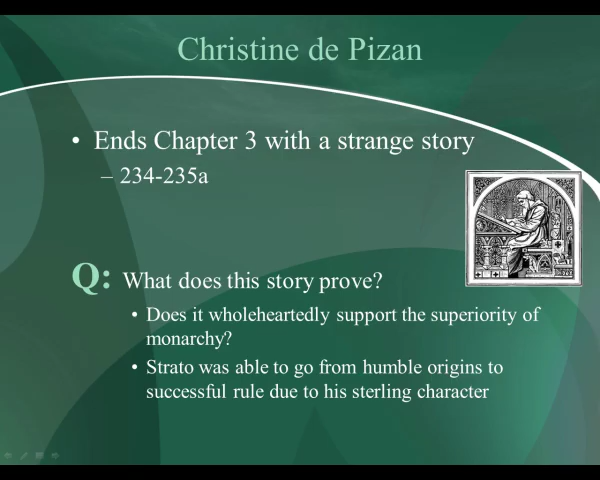 Christine de Pizan
• Ends Chapter 3 with a strange story
– 234-235a
Q: What does this story prove?
• Does it wholeheartedly support the superiority of
monarchy?
• Strato was able to go from humble origins to
successful rule due to his sterling character